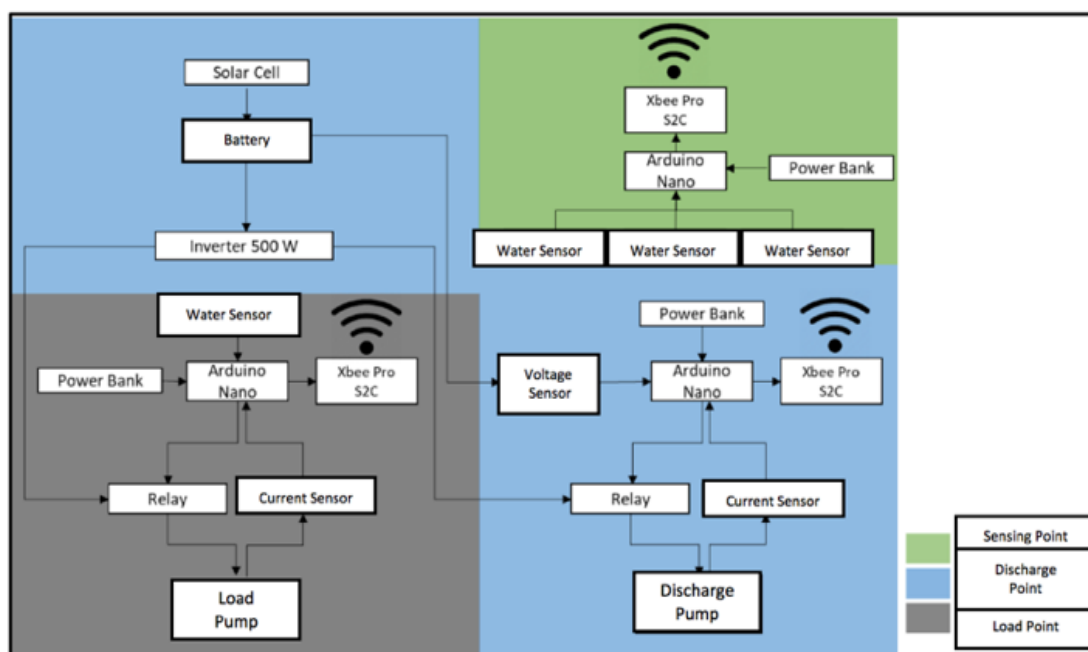 Solar Cell
Battery
Inverter 500 W
Xbee Pro
S2C
Arduino
Nano
Power Bank
Water Sensor
Water Sensor
Water Sensor
Water Sensor
Power Bank
Arduino
Nano
Xbee Pro
S2C
Relay
Current Sensor
Load
Pump
Power Bank
Voltage
Sensor
Arduino
Nano
Xbee Pro
S2C
Relay
Current Sensor
Discharge
Pump
Sensing Point
Discharge
Point
Load Point